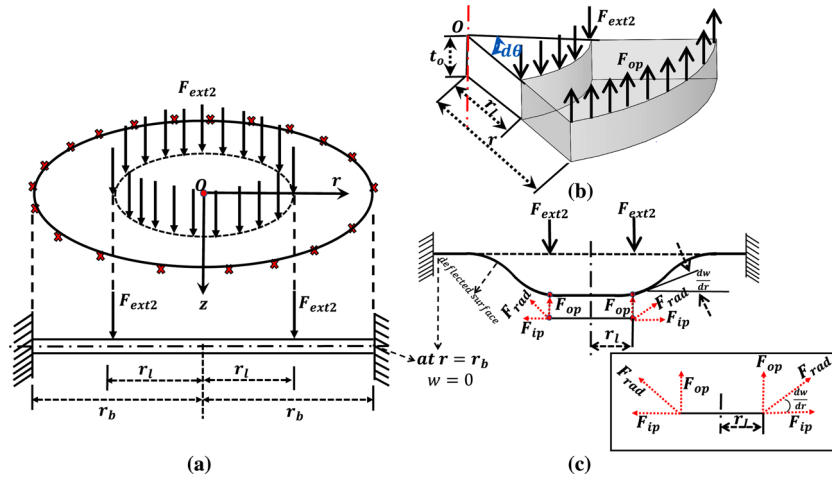 (a)
F_ext2
O
r
z
F_ext2
F_ext2
r_l
r_l
r_b
r_b
at r = r_b
w = 0
(b)
O
dθ
t_o
F_ext2
F_op
r_l
r
(c)
F_ext2
F_ext2
deflected surface
dw
dr
F_rad
F_op
F_op
F_rad
F_ip
F_ip
r_l
F_rad
F_op
F_op
F_rad
dw
dr
F_ip
r_l
F_ip